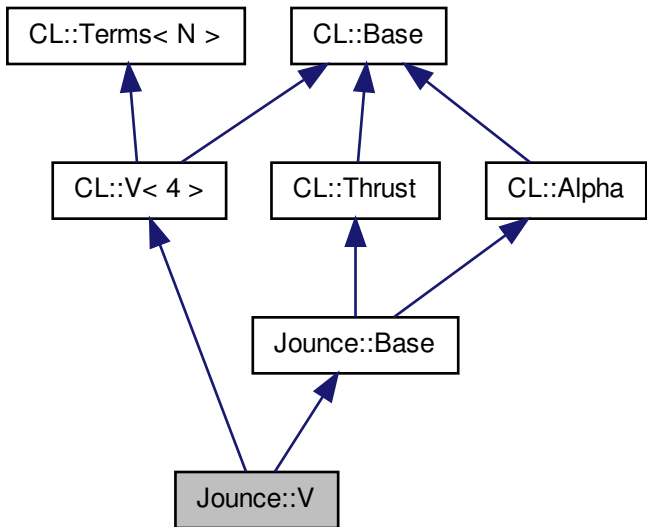 CL::Terms< N >
CL::Base
CL::V< 4 >
CL::Thrust
CL::Alpha
Jounce::Base
Jounce::V